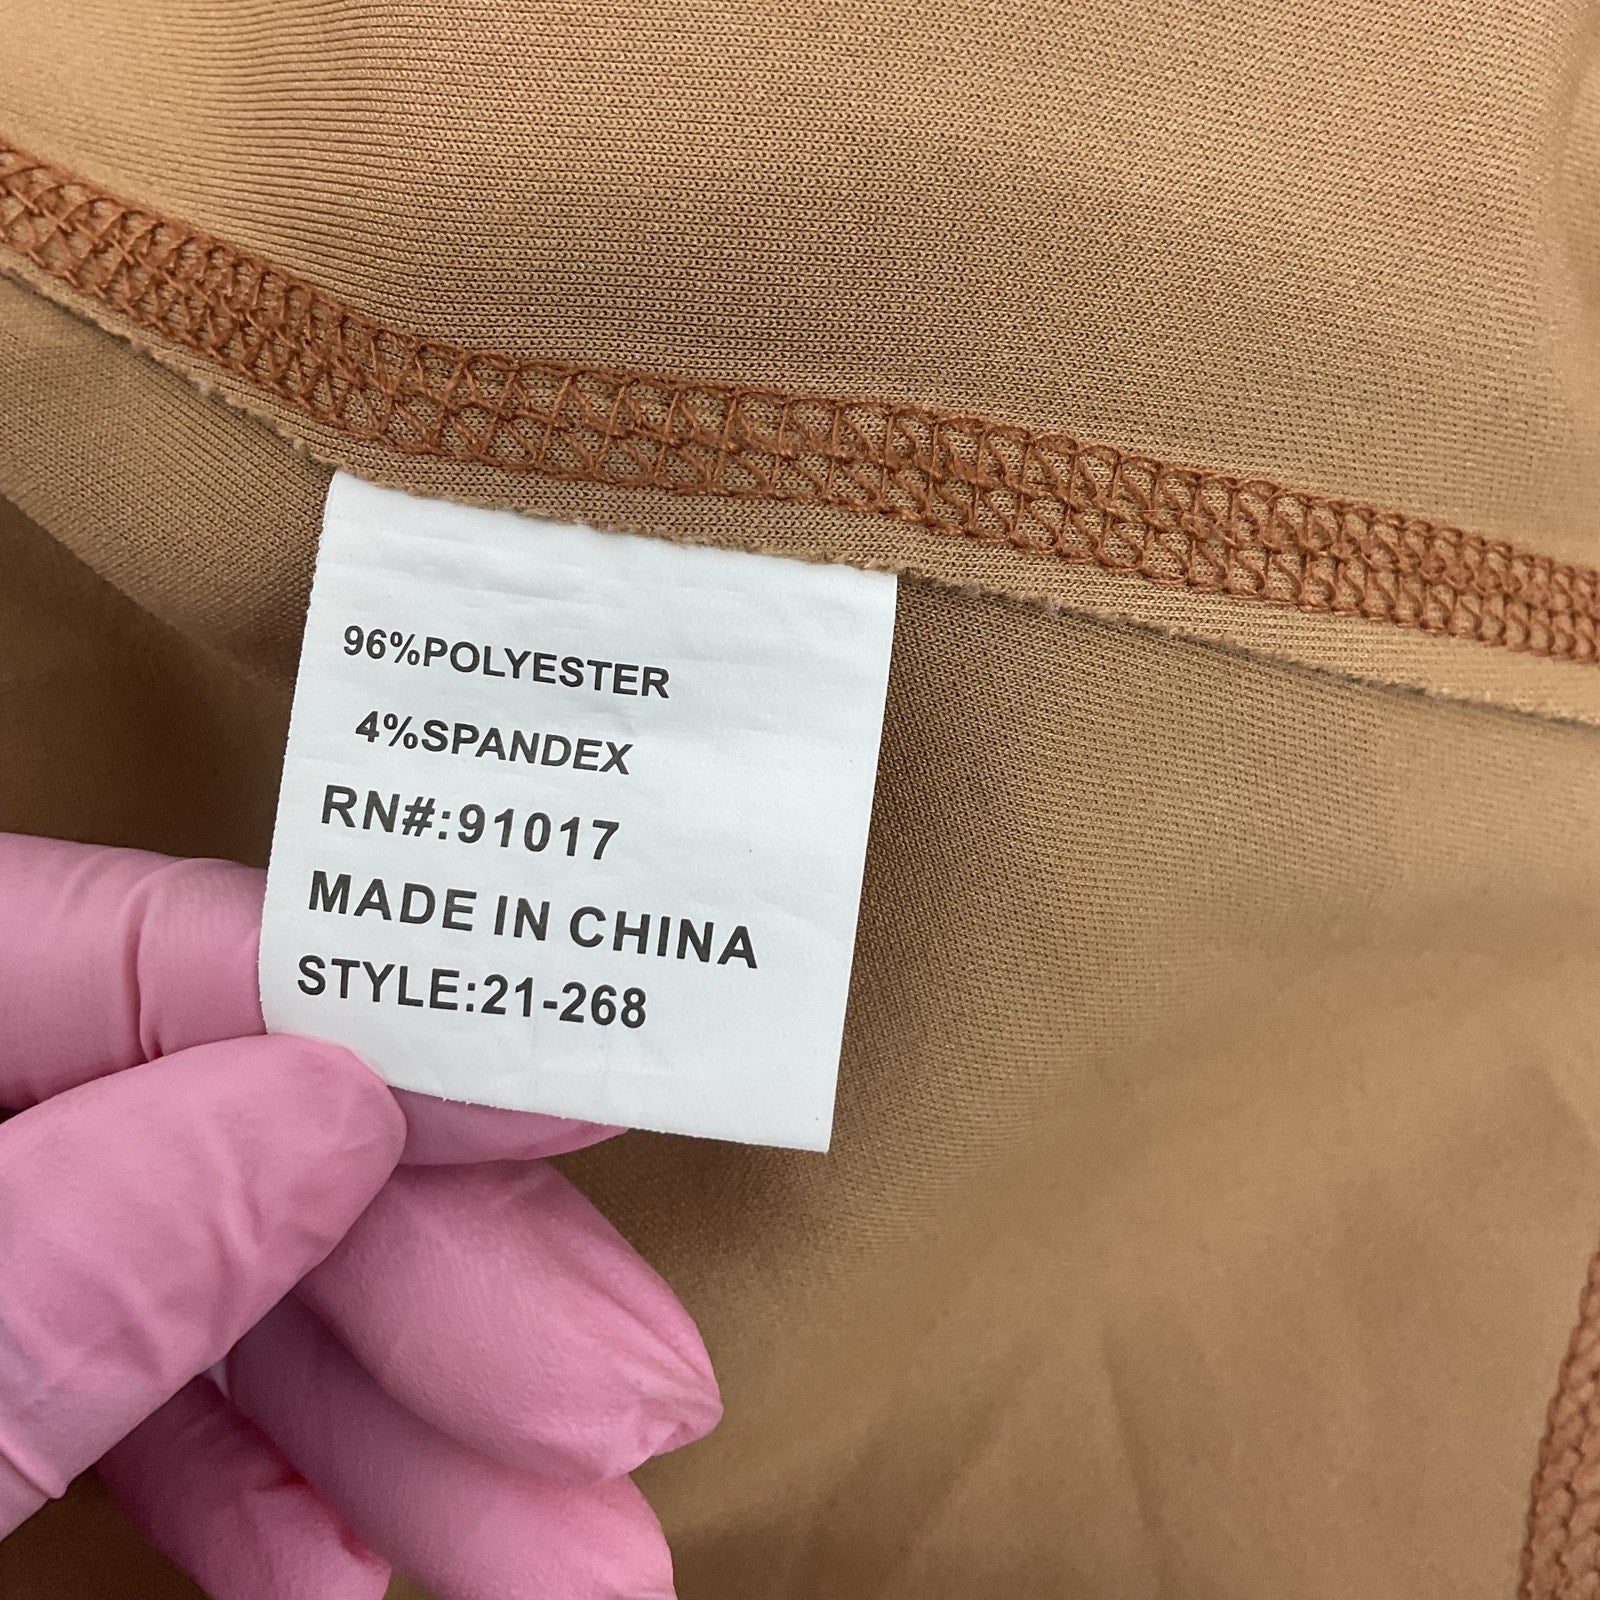 96%POLYESTER
4%SPANDEX
RN#:91017
MADE IN CHINA
STYLE:21-268